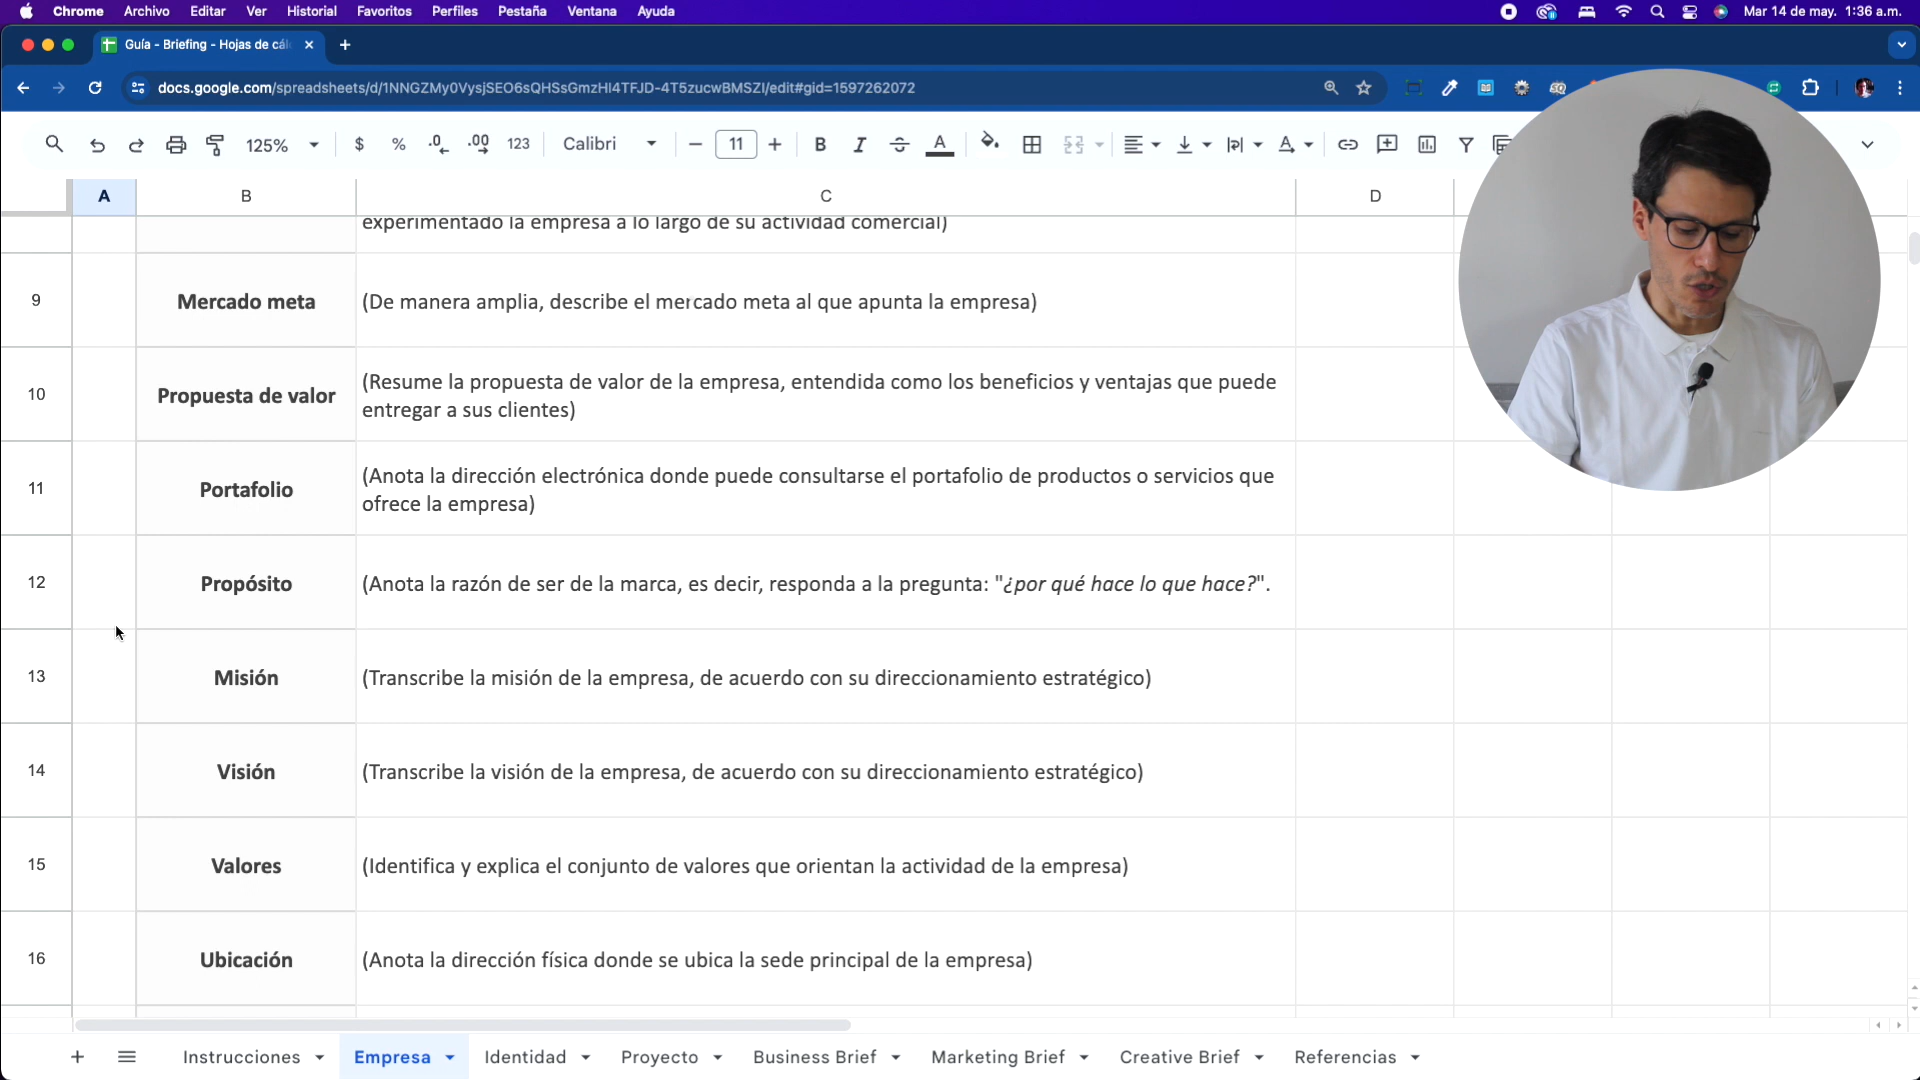 Chrome Archivo Editar Ver Historial Favoritos Perfiles Pestaña Ventana Ayuda Mar 14 de may. 1:36 a.m.
Guía - Briefing - Hojas de cál
docs.google.com/spreadsheets/d/1NNGZMy0VysjSEO6sQHSsGmzHI4TFJD-4T5zucwBMSZI/edit#gid=1597262072
125% $ % .0 .00 123 Calibri 11 B I A
A B C D
experimentado la empresa a lo largo de su actividad comercial)
9 Mercado meta (De manera amplia, describe el mercado meta al que apunta la empresa)
10 Propuesta de valor (Resume la propuesta de valor de la empresa, entendida como los beneficios y ventajas que puede
entregar a sus clientes)
11 Portafolio (Anota la dirección electrónica donde puede consultarse el portafolio de productos o servicios que
ofrece la empresa)
12 Propósito (Anota la razón de ser de la marca, es decir, responda a la pregunta: "¿por qué hace lo que hace?".
13 Misión (Transcribe la misión de la empresa, de acuerdo con su direccionamiento estratégico)
14 Visión (Transcribe la visión de la empresa, de acuerdo con su direccionamiento estratégico)
15 Valores (Identifica y explica el conjunto de valores que orientan la actividad de la empresa)
16 Ubicación (Anota la dirección física donde se ubica la sede principal de la empresa)
Instrucciones Empresa Identidad Proyecto Business Brief Marketing Brief Creative Brief Referencias